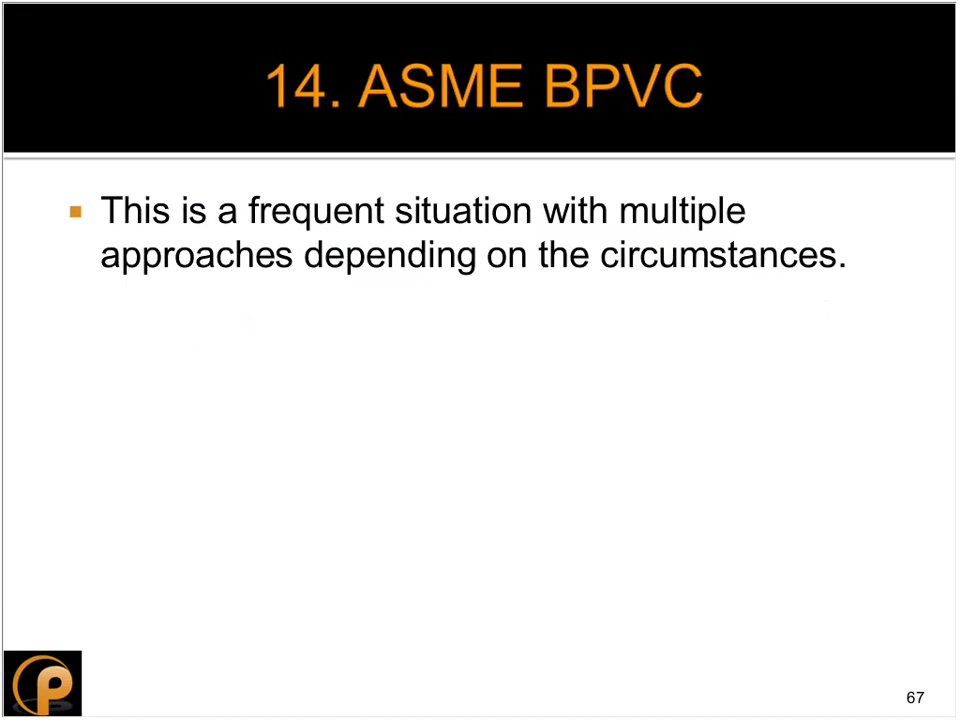 14. ASME BPVC
This is a frequent situation with multiple
approaches depending on the circumstances.
P
67